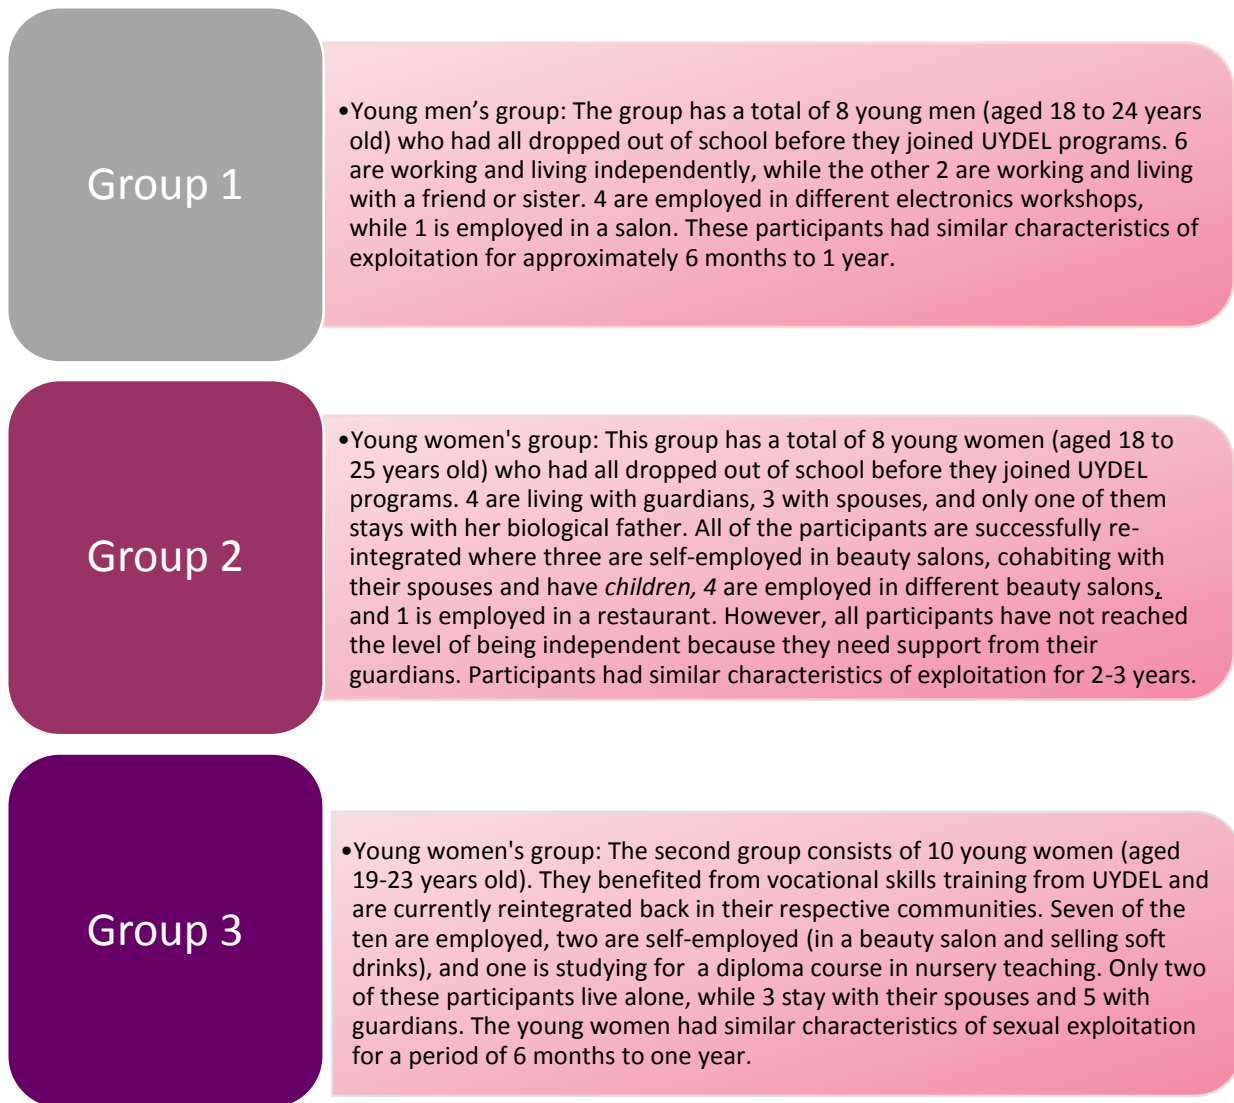 Group 1
•Young men’s group: The group has a total of 8 young men (aged 18 to 24 years
old) who had all dropped out of school before they joined UYDEL programs. 6
are working and living independently, while the other 2 are working and living
with a friend or sister. 4 are employed in different electronics workshops,
while 1 is employed in a salon. These participants had similar characteristics of
exploitation for approximately 6 months to 1 year.
Group 2
•Young women's group: This group has a total of 8 young women (aged 18 to
25 years old) who had all dropped out of school before they joined UYDEL
programs. 4 are living with guardians, 3 with spouses, and only one of them
stays with her biological father. All of the participants are successfully re-
integrated where three are self-employed in beauty salons, cohabiting with
their spouses and have children, 4 are employed in different beauty salons,
and 1 is employed in a restaurant. However, all participants have not reached
the level of being independent because they need support from their
guardians. Participants had similar characteristics of exploitation for 2-3 years.
Group 3
•Young women's group: The second group consists of 10 young women (aged
19-23 years old). They benefited from vocational skills training from UYDEL and
are currently reintegrated back in their respective communities. Seven of the
ten are employed, two are self-employed (in a beauty salon and selling soft
drinks), and one is studying for  a diploma course in nursery teaching. Only two
of these participants live alone, while 3 stay with their spouses and 5 with
guardians. The young women had similar characteristics of sexual exploitation
for a period of 6 months to one year.